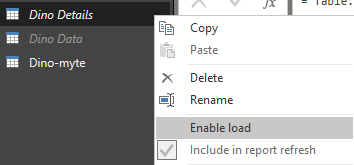 Dino Details
Dino Data
Dino-myte
fx
= Table.
Copy
Paste
Delete
Rename
Enable load
Include in report refresh